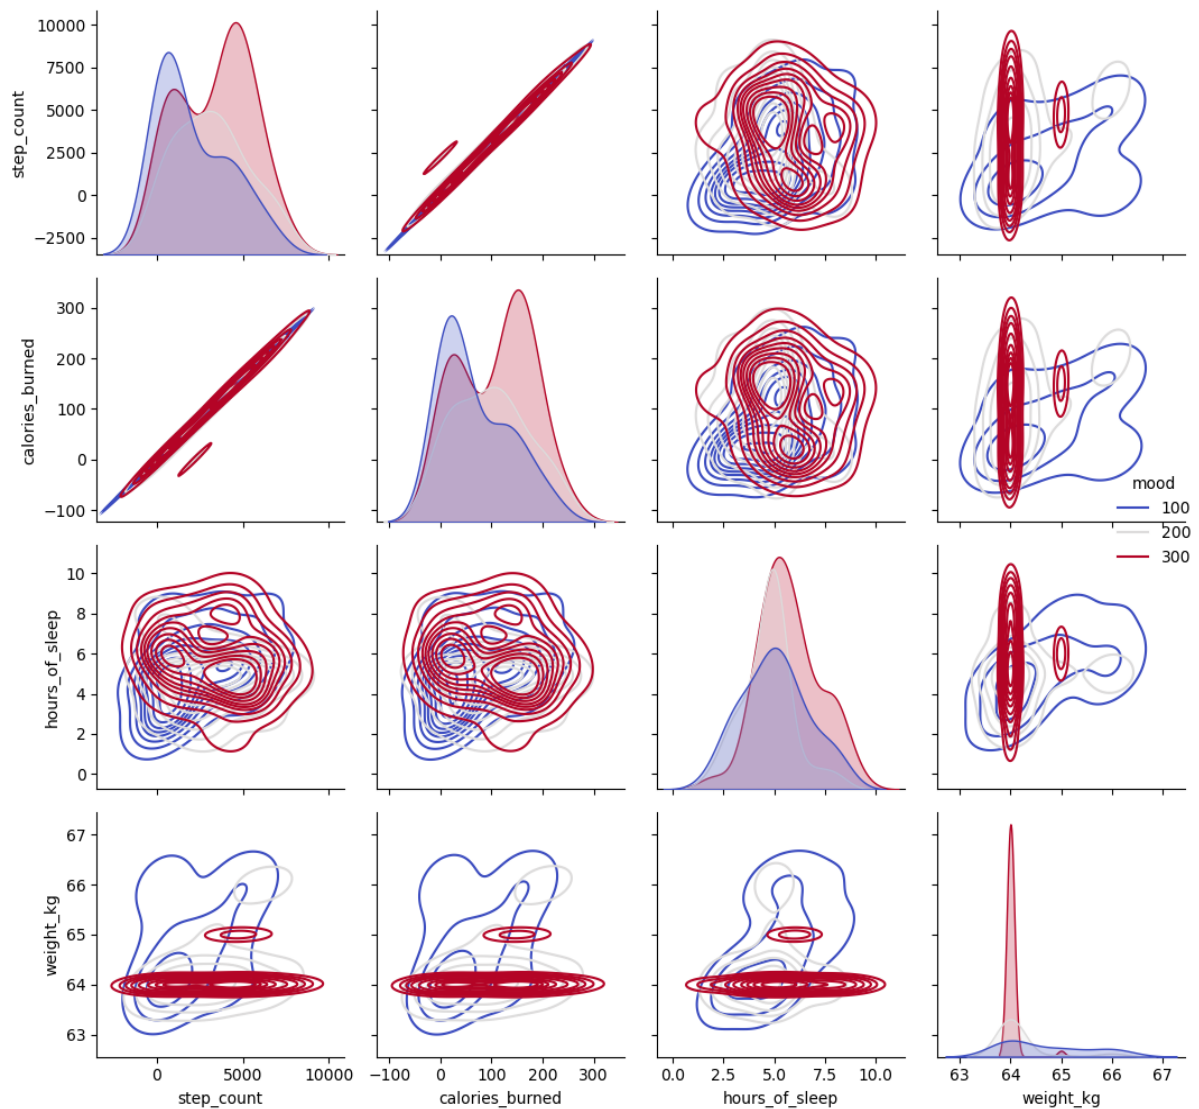 10000
7500
5000
2500
0
−2500
step_count
300
200
100
0
−100
calories_burned
mood
100
200
300
10
8
6
4
2
0
hours_of_sleep
67
66
65
64
63
weight_kg
0 5000 10000
−100 0 100 200 300
0.0 2.5 5.0 7.5 10.0
63 64 65 66 67
step_count calories_burned hours_of_sleep weight_kg